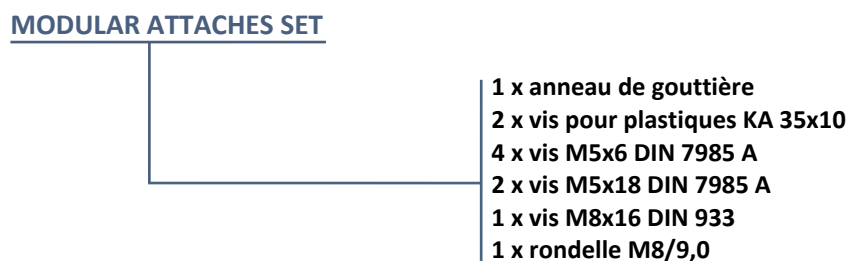 MODULAR ATTACHES SET
1 x anneau de gouttière
2 x vis pour plastiques KA 35x10
4 x vis M5x6 DIN 7985 A
2 x vis M5x18 DIN 7985 A
1 x vis M8x16 DIN 933
1 x rondelle M8/9,0